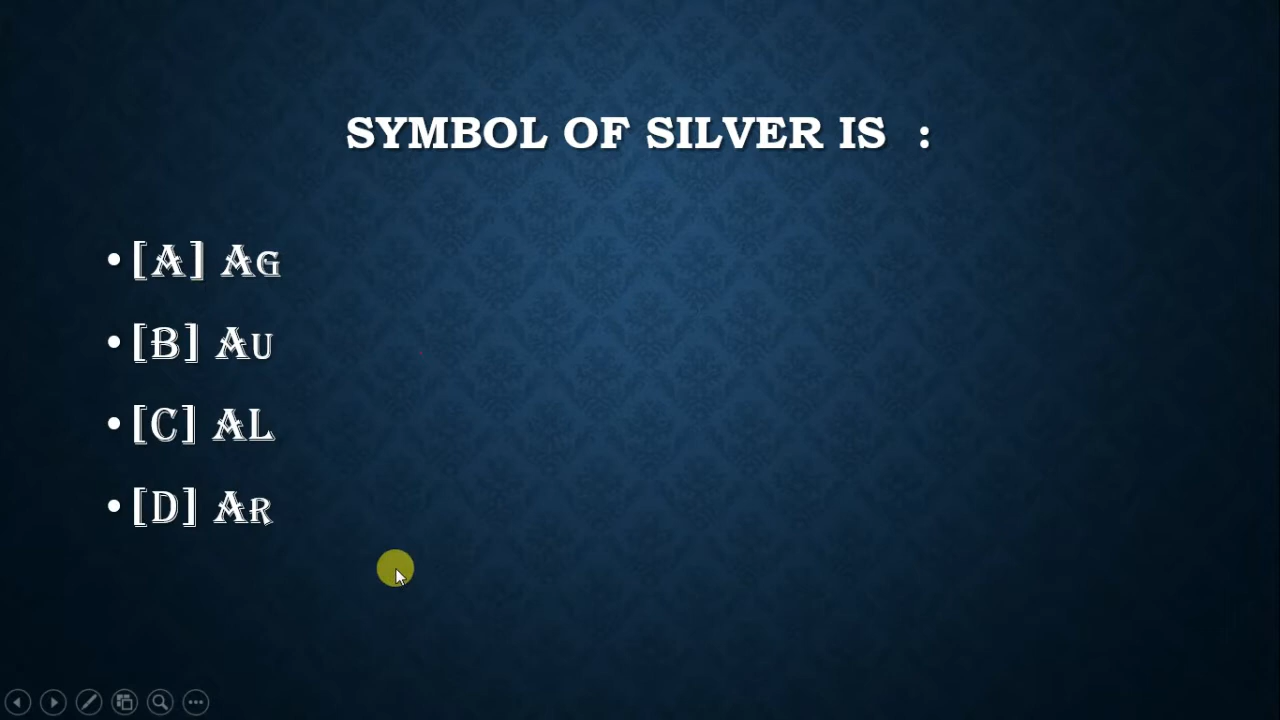 SYMBOL OF SILVER IS :
• [A] Ag
• [B] Au
• [C] AL
• [D] Ar